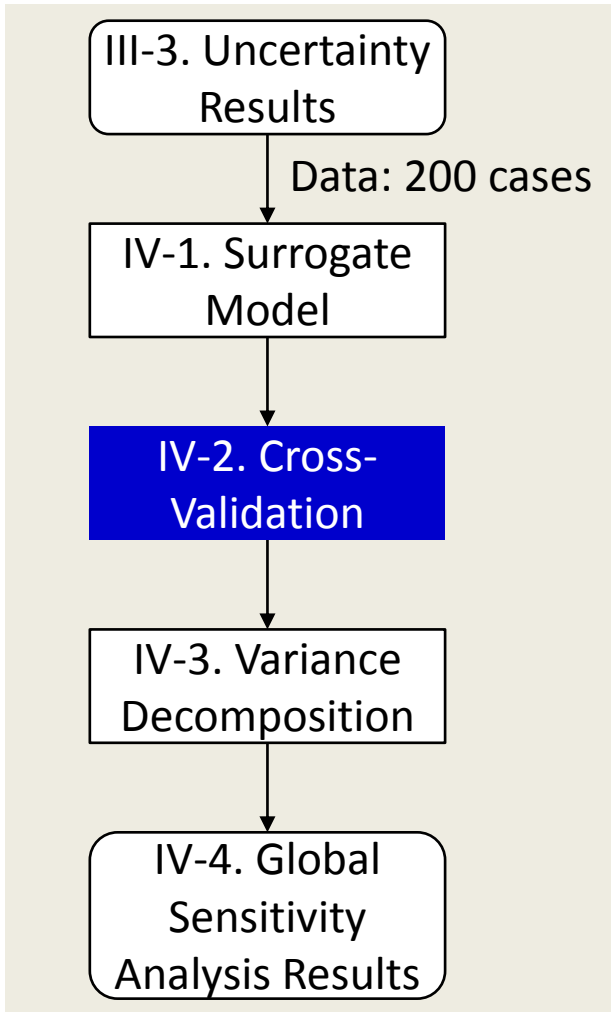 III-3. Uncertainty
Results
Data: 200 cases
IV-1. Surrogate
Model
IV-2. Cross-
Validation
IV-3. Variance
Decomposition
IV-4. Global
Sensitivity
Analysis Results